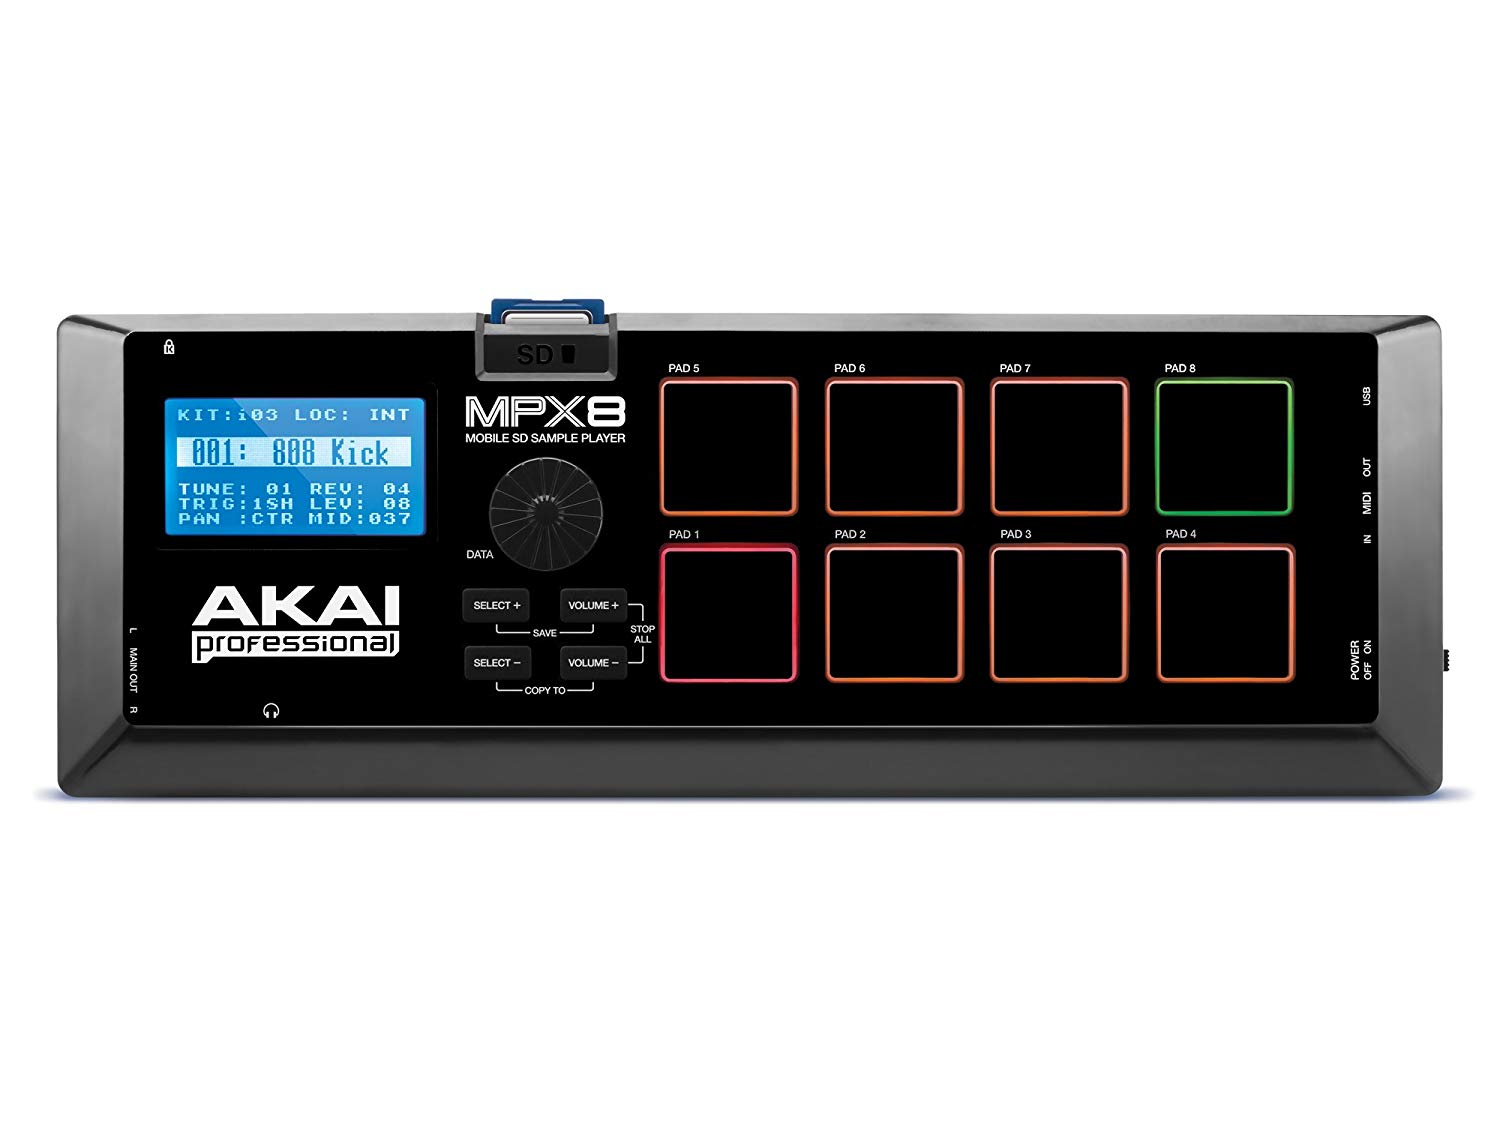 SD
KIT:i03 LOC: INT
001: 808 Kick
TUNE: 01 REV: 04
TRIG:1SH LEV: 08
PAN :CTR MID:037
AKAI
professional
MPX8
MOBILE SD SAMPLE PLAYER
DATA
SELECT +
VOLUME +
SAVE
STOP
ALL
SELECT –
VOLUME –
COPY TO
PAD 5
PAD 6
PAD 7
PAD 8
PAD 1
PAD 2
PAD 3
PAD 4
L MAIN OUT R
USB
OUT
MIDI
IN
POWER
OFF ON
K